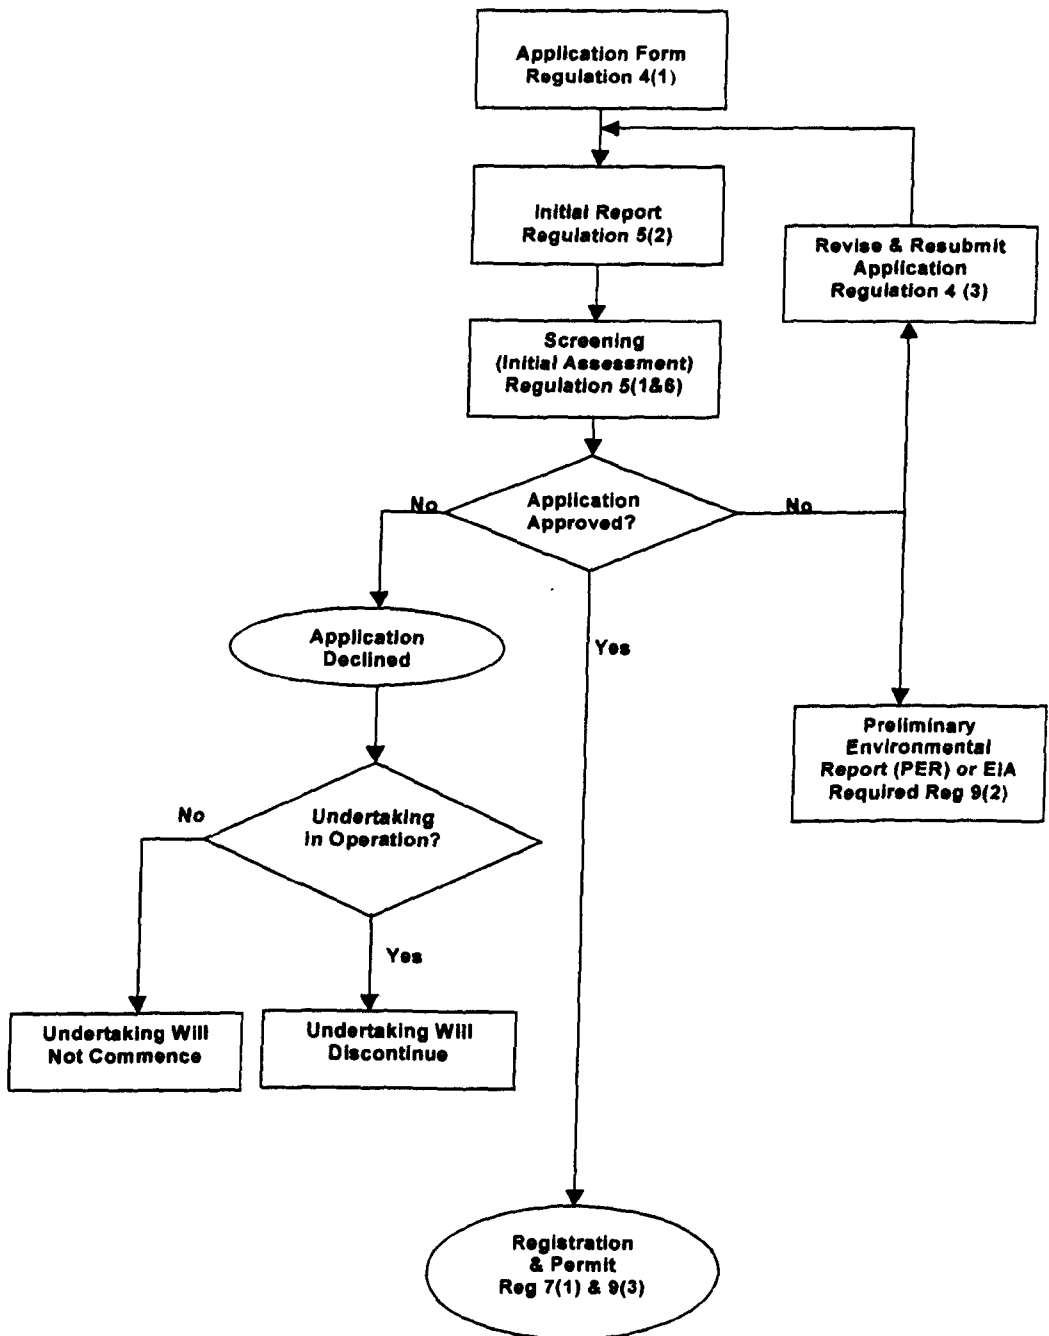 Application Form
Regulation 4(1)
Initial Report
Regulation 5(2)
Revise & Resubmit
Application
Regulation 4 (3)
Screening
(Initial Assessment)
Regulation 5(1&6)
No
Application
Approved?
No
Application
Declined
Yes
Preliminary
Environmental
Report (PER) or EIA
Required Reg 9(2)
No
Undertaking
in Operation?
Yes
Undertaking Will
Not Commence
Undertaking Will
Discontinue
Registration
& Permit
Reg 7(1) & 9(3)